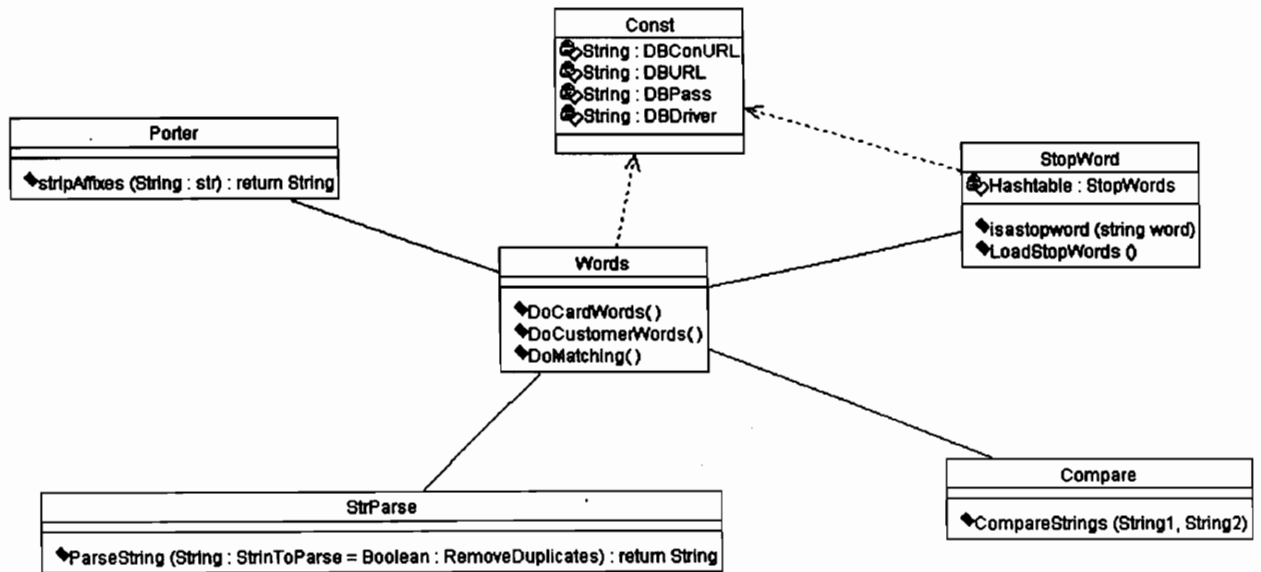 Const
String : DBConURL
String : DBURL
String : DBPass
String : DBDriver
Porter
stripAffixes (String : str) : return String
StopWord
Hashtable : StopWords
isastopword (string word)
LoadStopWords ()
Words
DoCardWords()
DoCustomerWords()
DoMatching()
StrParse
ParseString (String : StrinToParse = Boolean : RemoveDuplicates) : return String
Compare
CompareStrings (String1, String2)